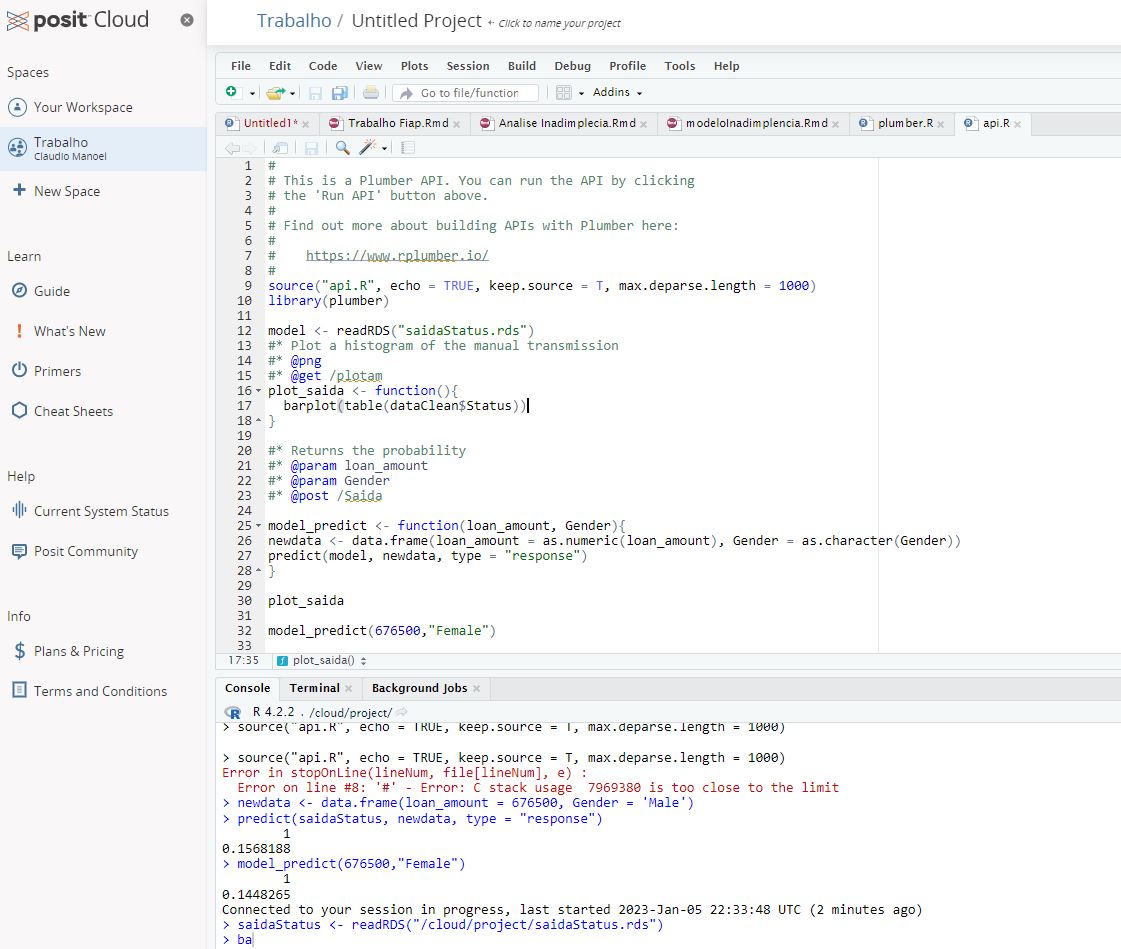 posit Cloud
Spaces
Your Workspace
Trabalho
Claudio Manoel
New Space
Learn
Guide
What's New
Primers
Cheat Sheets
Help
Current System Status
Posit Community
Info
Plans & Pricing
Terms and Conditions
Trabalho / Untitled Project ← Click to name your project
File Edit Code View Plots Session Build Debug Profile Tools Help
Go to file/function Addins
Untitled1* Trabalho Fiap.Rmd Analise Inadimplecia.Rmd modeloInadimplencia.Rmd plumber.R api.R
1 #
2 # This is a Plumber API. You can run the API by clicking
3 # the 'Run API' button above.
4 #
5 # Find out more about building APIs with Plumber here:
6 #
7 #    https://www.rplumber.io/
8 #
9 source("api.R", echo = TRUE, keep.source = T, max.deparse.length = 1000)
10 library(plumber)
11
12 model <- readRDS("saidaStatus.rds")
13 #* Plot a histogram of the manual transmission
14 #* @png
15 #* @get /plotam
16 plot_saida <- function(){
17   barplot(table(dataClean$Status))
18 }
19
20 #* Returns the probability
21 #* @param loan_amount
22 #* @param Gender
23 #* @post /Saida
24
25 model_predict <- function(loan_amount, Gender){
26 newdata <- data.frame(loan_amount = as.numeric(loan_amount), Gender = as.character(Gender))
27 predict(model, newdata, type = "response")
28 }
29
30 plot_saida
31
32 model_predict(676500,"Female")
33
17:35 plot_saida()
Console Terminal Background Jobs
R 4.2.2 . /cloud/project/
> source("api.R", echo = TRUE, keep.source = T, max.deparse.length = 1000)
> source("api.R", echo = TRUE, keep.source = T, max.deparse.length = 1000)
Error in stopOnLine(lineNum, file[lineNum], e) :
  Error on line #8: '#' - Error: C stack usage  7969380 is too close to the limit
> newdata <- data.frame(loan_amount = 676500, Gender = 'Male')
> predict(saidaStatus, newdata, type = "response")
        1
0.1568188
> model_predict(676500,"Female")
        1
0.1448265
Connected to your session in progress, last started 2023-Jan-05 22:33:48 UTC (2 minutes ago)
> saidaStatus <- readRDS("/cloud/project/saidaStatus.rds")
> ba